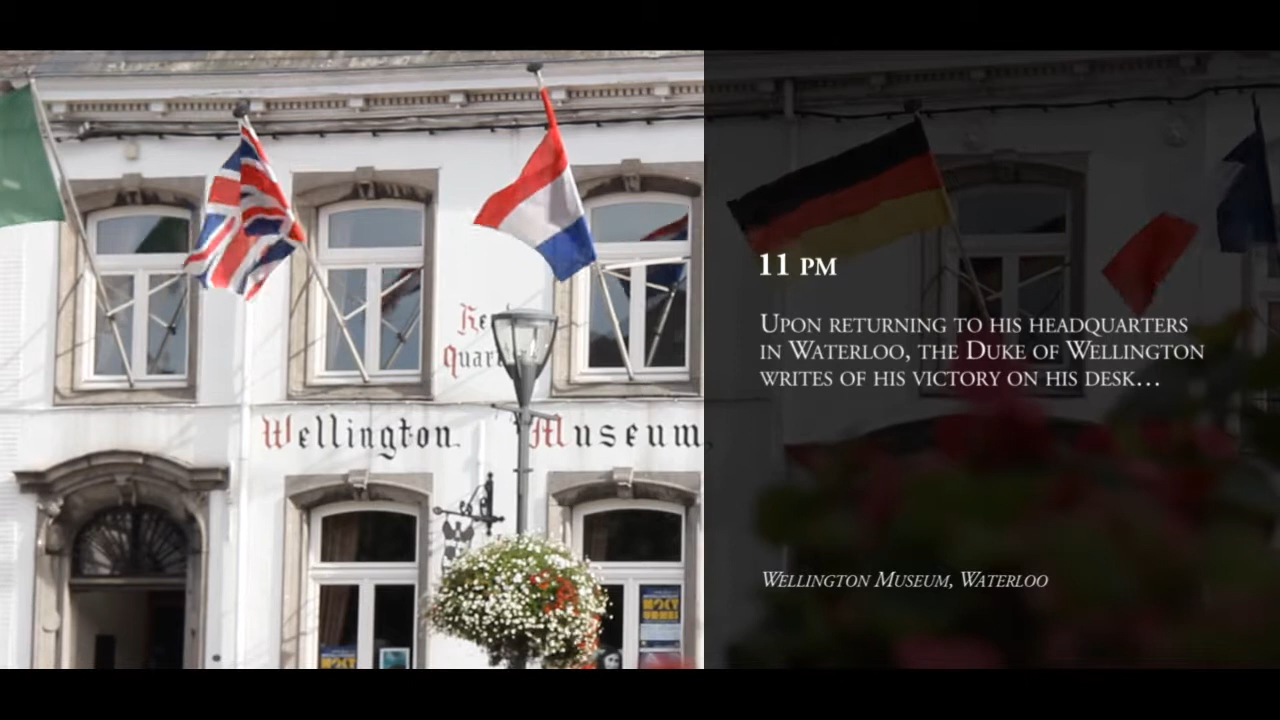 Wellington Museum
11 PM
UPON RETURNING TO HIS HEADQUARTERS
IN WATERLOO, THE DUKE OF WELLINGTON
WRITES OF HIS VICTORY ON HIS DESK...
WELLINGTON MUSEUM, WATERLOO